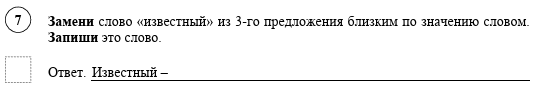 7 Замени слово «известный» из 3-го предложения близким по значению словом.
Запиши это слово.
Ответ. Известный –